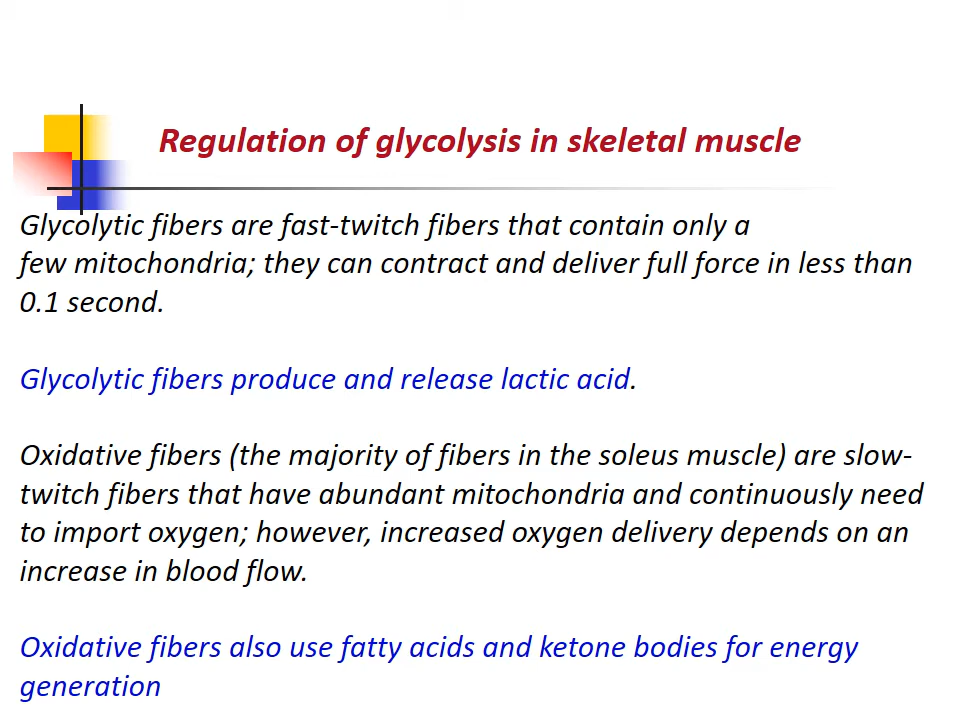 Regulation of glycolysis in skeletal muscle
Glycolytic fibers are fast-twitch fibers that contain only a
few mitochondria; they can contract and deliver full force in less than
0.1 second.
Glycolytic fibers produce and release lactic acid.
Oxidative fibers (the majority of fibers in the soleus muscle) are slow-
twitch fibers that have abundant mitochondria and continuously need
to import oxygen; however, increased oxygen delivery depends on an
increase in blood flow.
Oxidative fibers also use fatty acids and ketone bodies for energy
generation